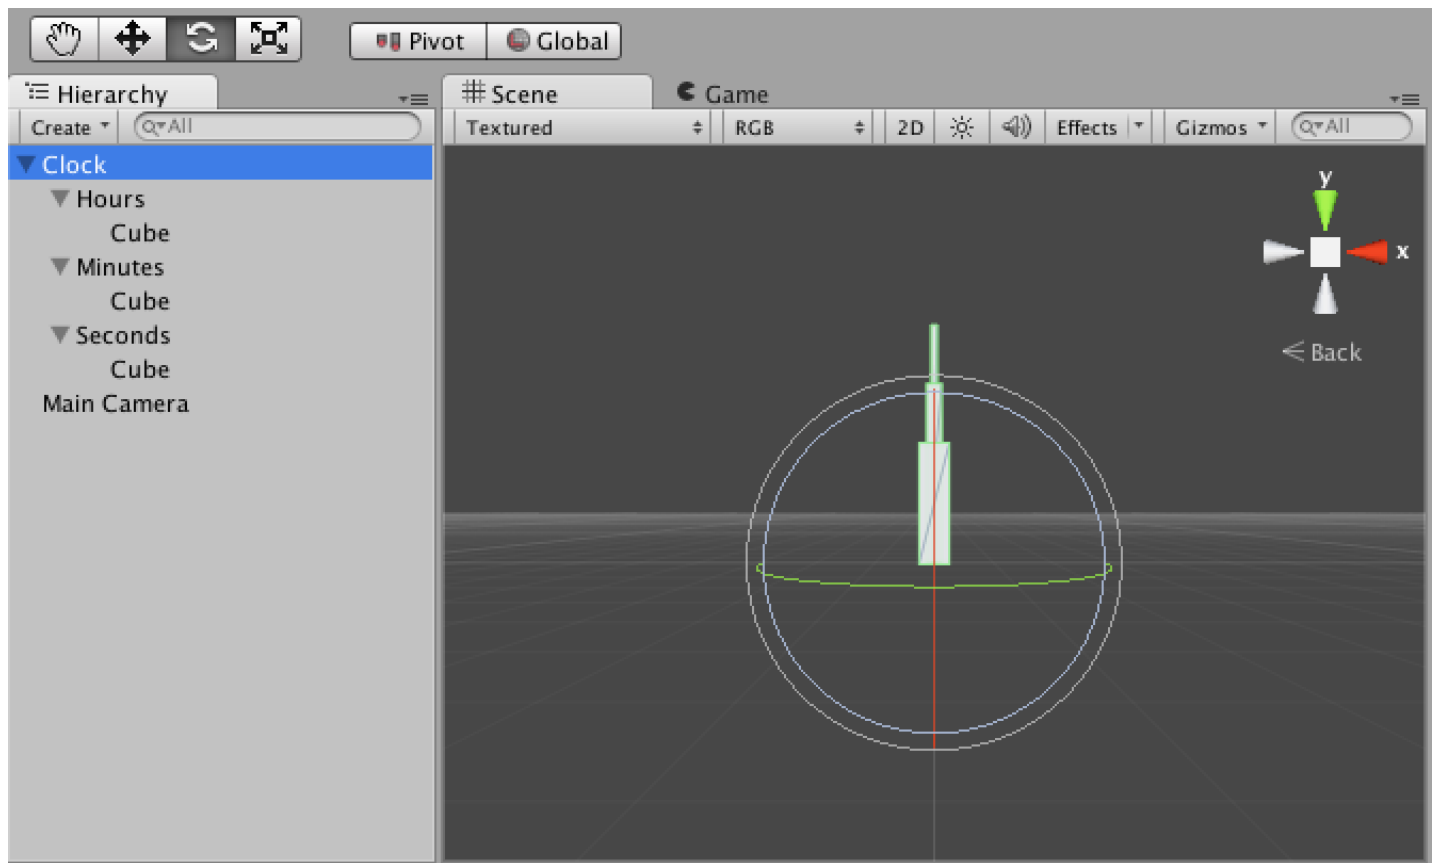 Pivot Global
Hierarchy
Scene Game
Create All
Textured RGB 2D Effects Gizmos All
Clock
Hours
Cube
Minutes
Cube
Seconds
Cube
Main Camera
y
x
Back